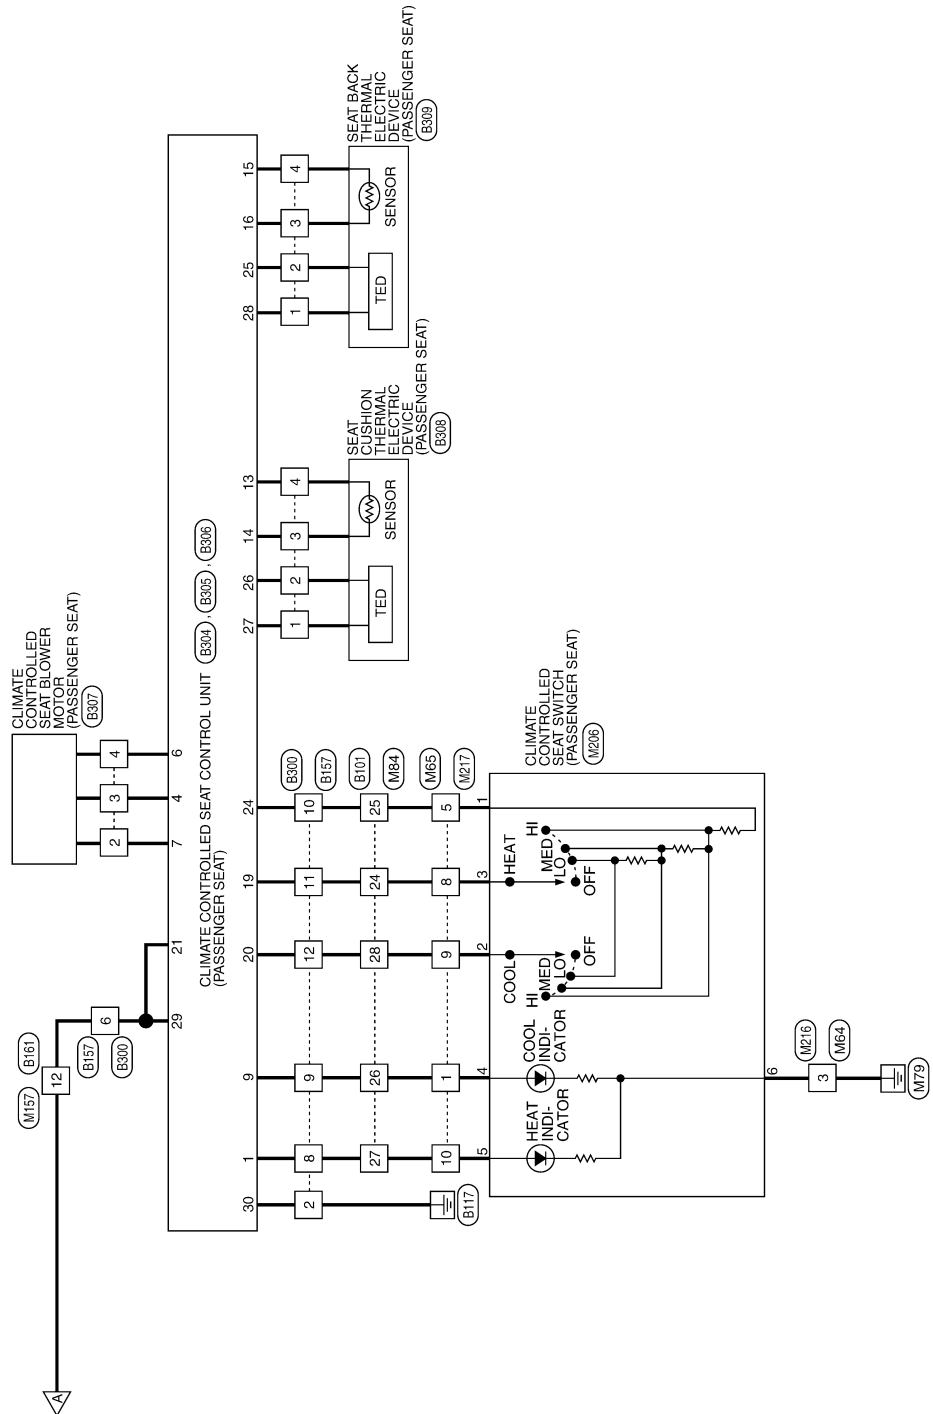 A
M157
B161
12
B157
B300
6
CLIMATE
CONTROLLED
SEAT BLOWER
MOTOR
(PASSENGER SEAT)
B307
2
3
4
29
21
7
4
6
CLIMATE CONTROLLED SEAT CONTROL UNIT
(PASSENGER SEAT)
B304 , B305 , B306
30
1
9
20
19
24
27
26
14
13
28
25
16
15
2
8
9
12
11
10
B300
B157
27
26
28
24
25
B101
M84
10
1
9
8
5
M65
M217
B117
1
2
3
4
TED
SENSOR
SEAT
CUSHION
THERMAL
ELECTRIC
DEVICE
(PASSENGER SEAT)
B308
1
2
3
4
TED
SENSOR
SEAT BACK
THERMAL
ELECTRIC
DEVICE
(PASSENGER SEAT)
B309
5
4
2
3
1
CLIMATE
CONTROLLED
SEAT SWITCH
(PASSENGER SEAT)
M206
HEAT
INDI-
CATOR
COOL
INDI-
CATOR
COOL
HI
MED
LO
OFF
HEAT
HI
MED
LO
OFF
6
3
M216
M64
M79